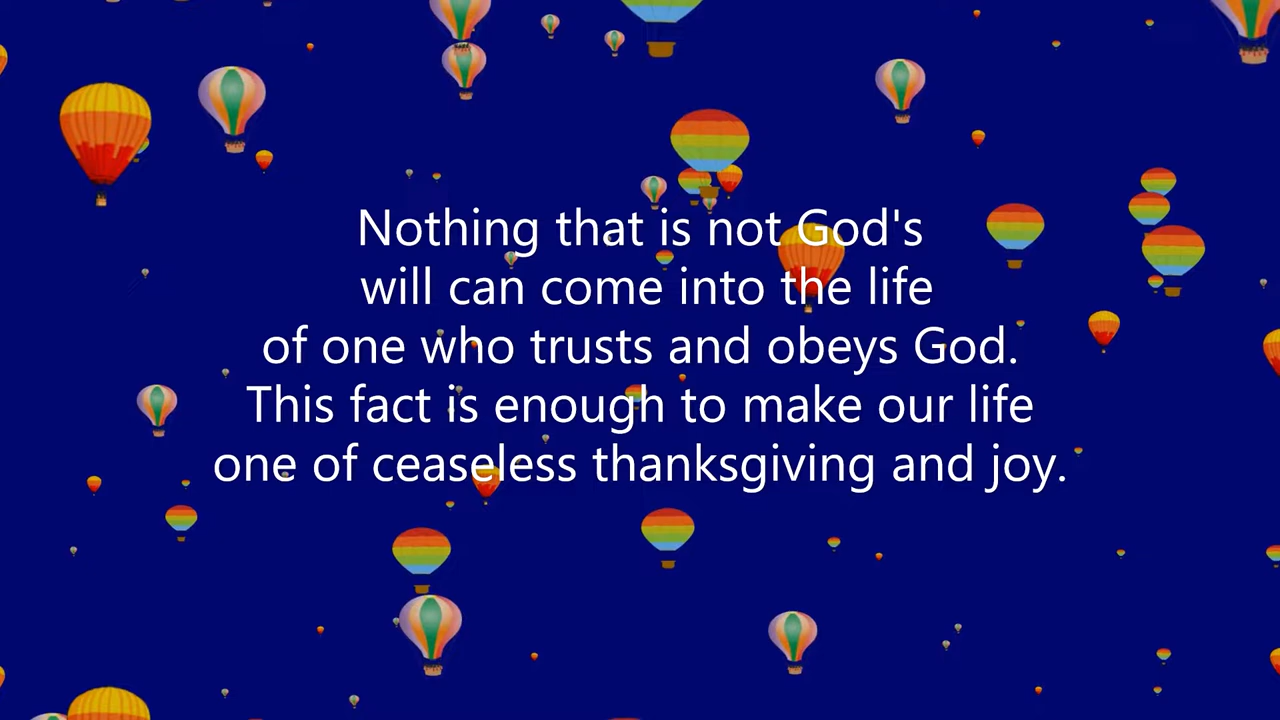 Nothing that is not God's
will can come into the life
of one who trusts and obeys God.
This fact is enough to make our life
one of ceaseless thanksgiving and joy.